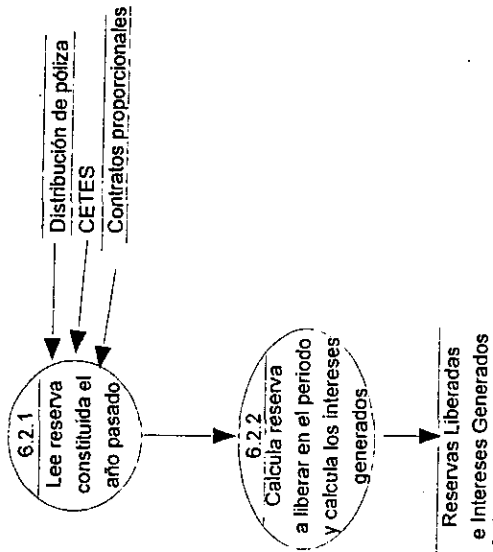 6.2.1
Lee reserva
constituida el
año pasado
Distribución de póliza
CETES
Contratos proporcionales
6.2.2
Calcula reserva
a liberar en el periodo
y calcula los intereses
generados
Reservas Liberadas
e Intereses Generados